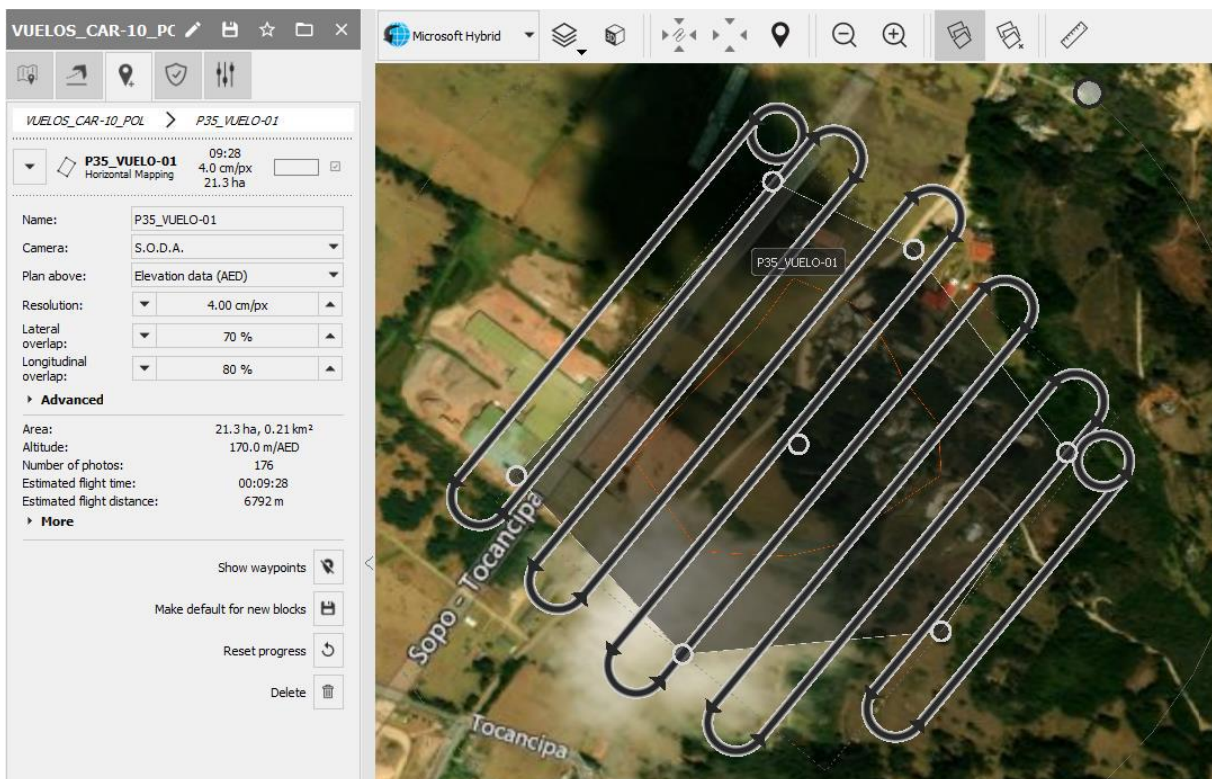 VUELOS_CAR-10_PC
Microsoft Hybrid
VUELOS_CAR-10_POL > P35_VUELO-01
P35_VUELO-01
Horizontal Mapping
09:28
4.0 cm/px
21.3 ha
Name: P35_VUELO-01
Camera: S.O.D.A.
Plan above: Elevation data (AED)
Resolution: 4.00 cm/px
Lateral
overlap: 70 %
Longitudinal
overlap: 80 %
Advanced
Area: 21.3 ha, 0.21 km²
Altitude: 170.0 m/AED
Number of photos: 176
Estimated flight time: 00:09:28
Estimated flight distance: 6792 m
More
Show waypoints
Make default for new blocks
Reset progress
Delete
P35_VUELO-01
Sopo - Tocancipa
Tocancipa